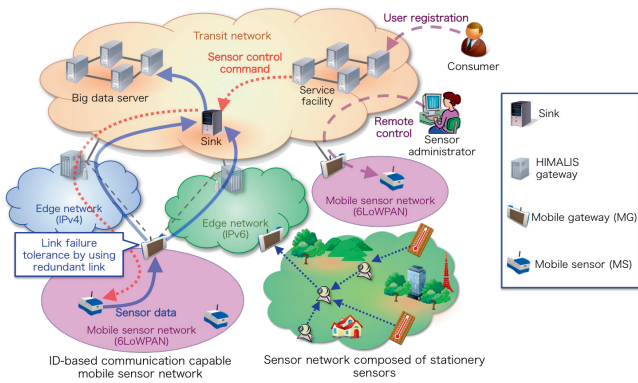 Transit network
User registration
Consumer
Sensor control
command
Big data server
Service
facility
Sink
Remote
control
Sensor
administrator
Edge network
(IPv4)
Edge network
(IPv6)
Mobile sensor network
(6LoWPAN)
Link failure
tolerance by using
redundant link
Sensor data
Mobile sensor network
(6LoWPAN)
ID-based communication capable
mobile sensor network
Sensor network composed of stationery
sensors
Sink
HIMALIS
gateway
Mobile gateway (MG)
Mobile sensor (MS)